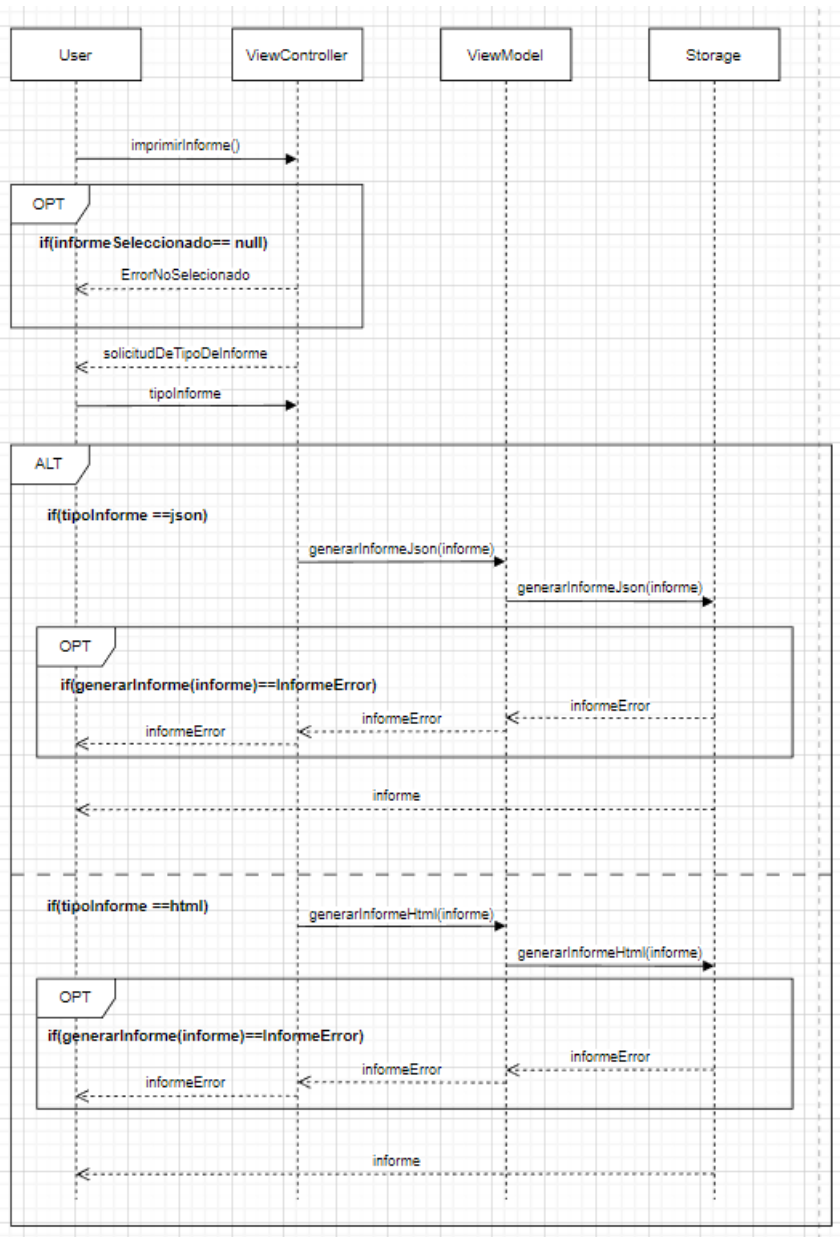 User
ViewController
ViewModel
Storage
imprimirInforme()
OPT
if(informeSeleccionado== null)
ErrorNoSelecionado
solicitudDeTipoDeInforme
tipoInforme
ALT
if(tipoInforme ==json)
generarInformeJson(informe)
generarInformeJson(informe)
OPT
if(generarInforme(informe)==InformeError)
informeError
informeError
informeError
informe
if(tipoInforme ==html)
generarInformeHtml(informe)
generarInformeHtml(informe)
OPT
if(generarInforme(informe)==InformeError)
informeError
informeError
informeError
informe